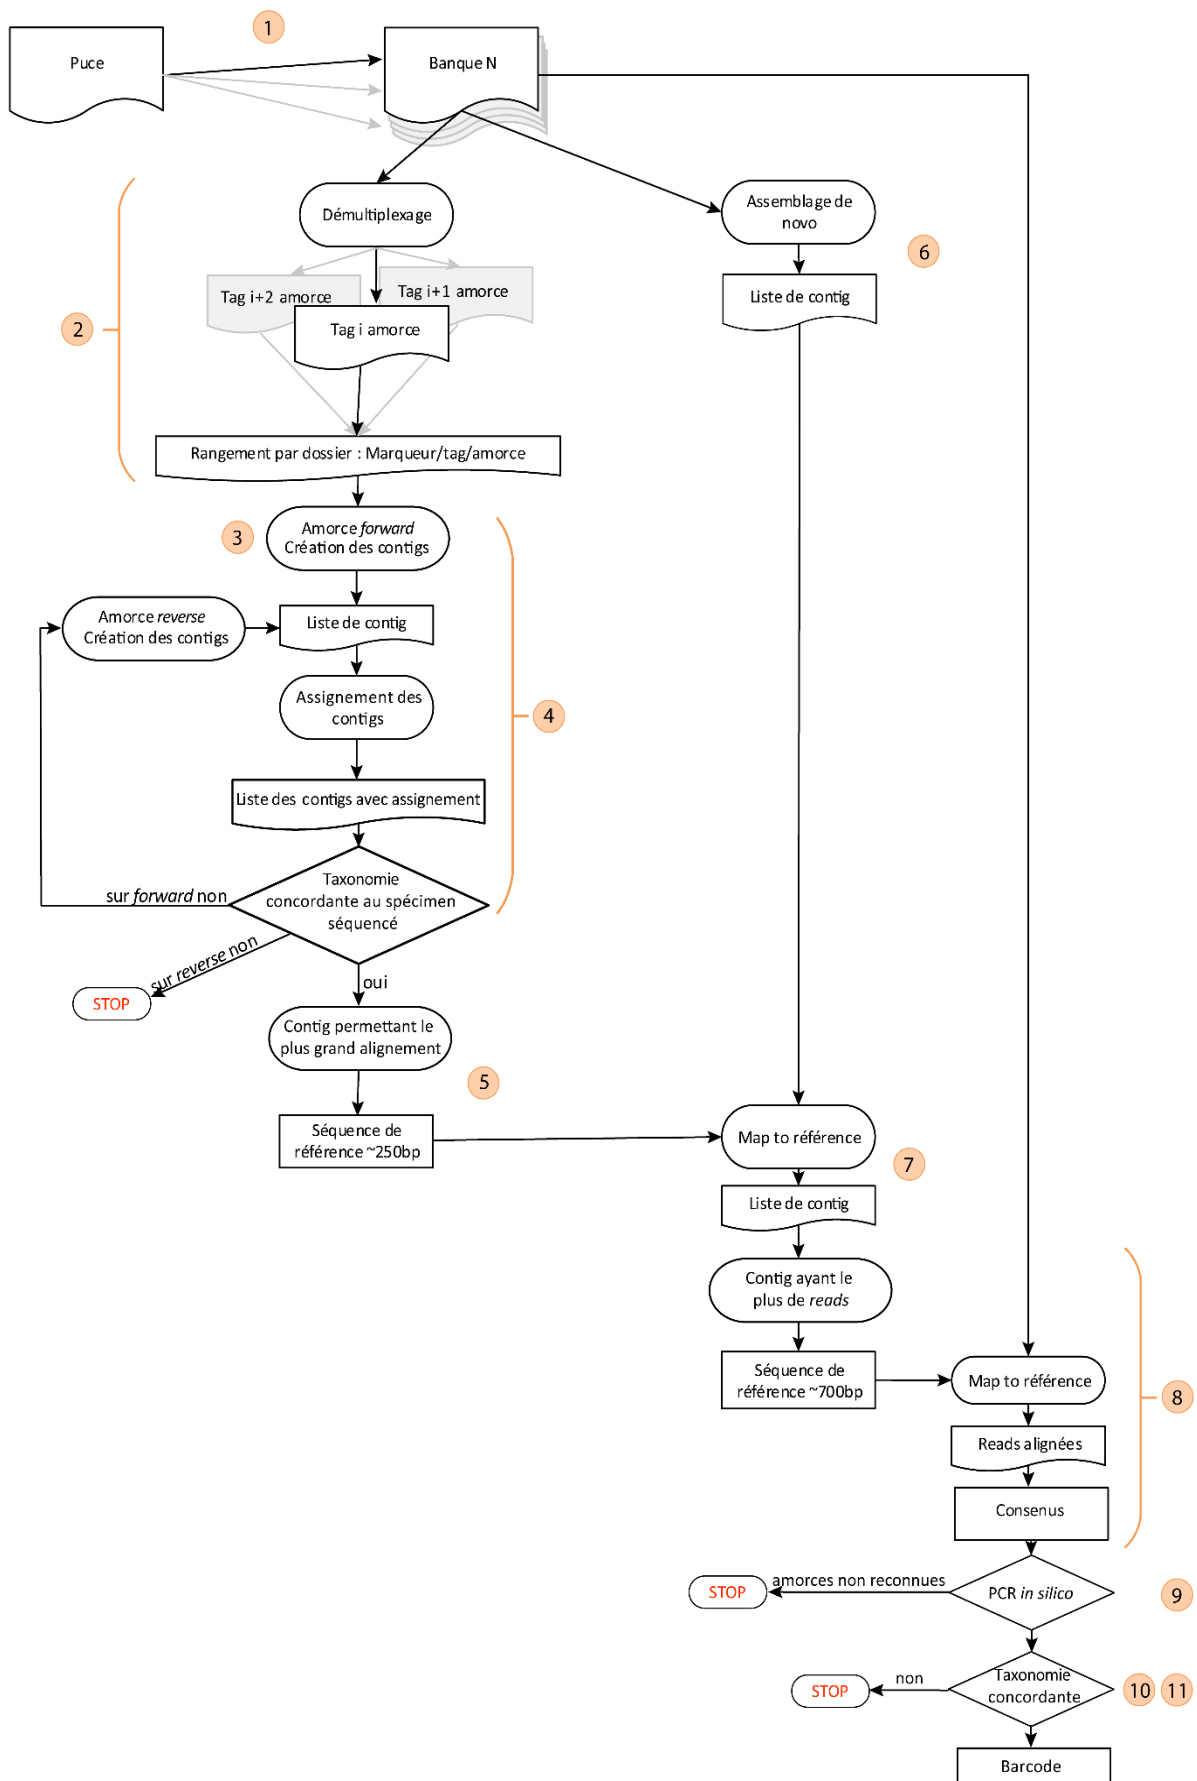 1
Puce
Banque N
Démultiplexage
Assemblage de
novo
6
Tag i+2 amorce
Tag i+1 amorce
Liste de contig
2
Tag i amorce
Rangement par dossier : Marqueur/tag/amorce
3
Amorce forward
Création des contigs
Amorce reverse
Création des contigs
Liste de contig
Assignement des
contigs
4
Liste des contigs avec assignement
Taxonomie
concordante au spécimen
séquencé
sur forward non
sur reverse non
STOP
oui
Contig permettant le
plus grand alignement
5
Séquence de
référence ~250bp
Map to référence
7
Liste de contig
Contig ayant le
plus de reads
Séquence de
référence ~700bp
Map to référence
8
Reads alignées
Consenus
amorces non reconnues
STOP
PCR in silico
9
Taxonomie
concordante
non
STOP
10
11
Barcode